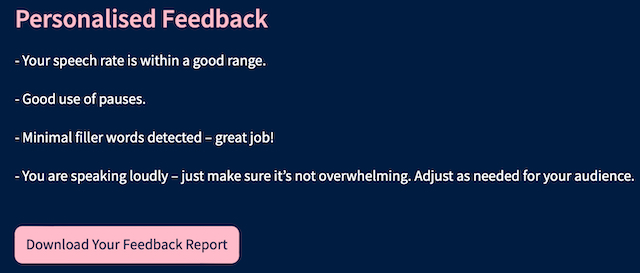 Personalised Feedback
- Your speech rate is within a good range.
- Good use of pauses.
- Minimal filler words detected – great job!
- You are speaking loudly – just make sure it’s not overwhelming. Adjust as needed for your audience.
Download Your Feedback Report